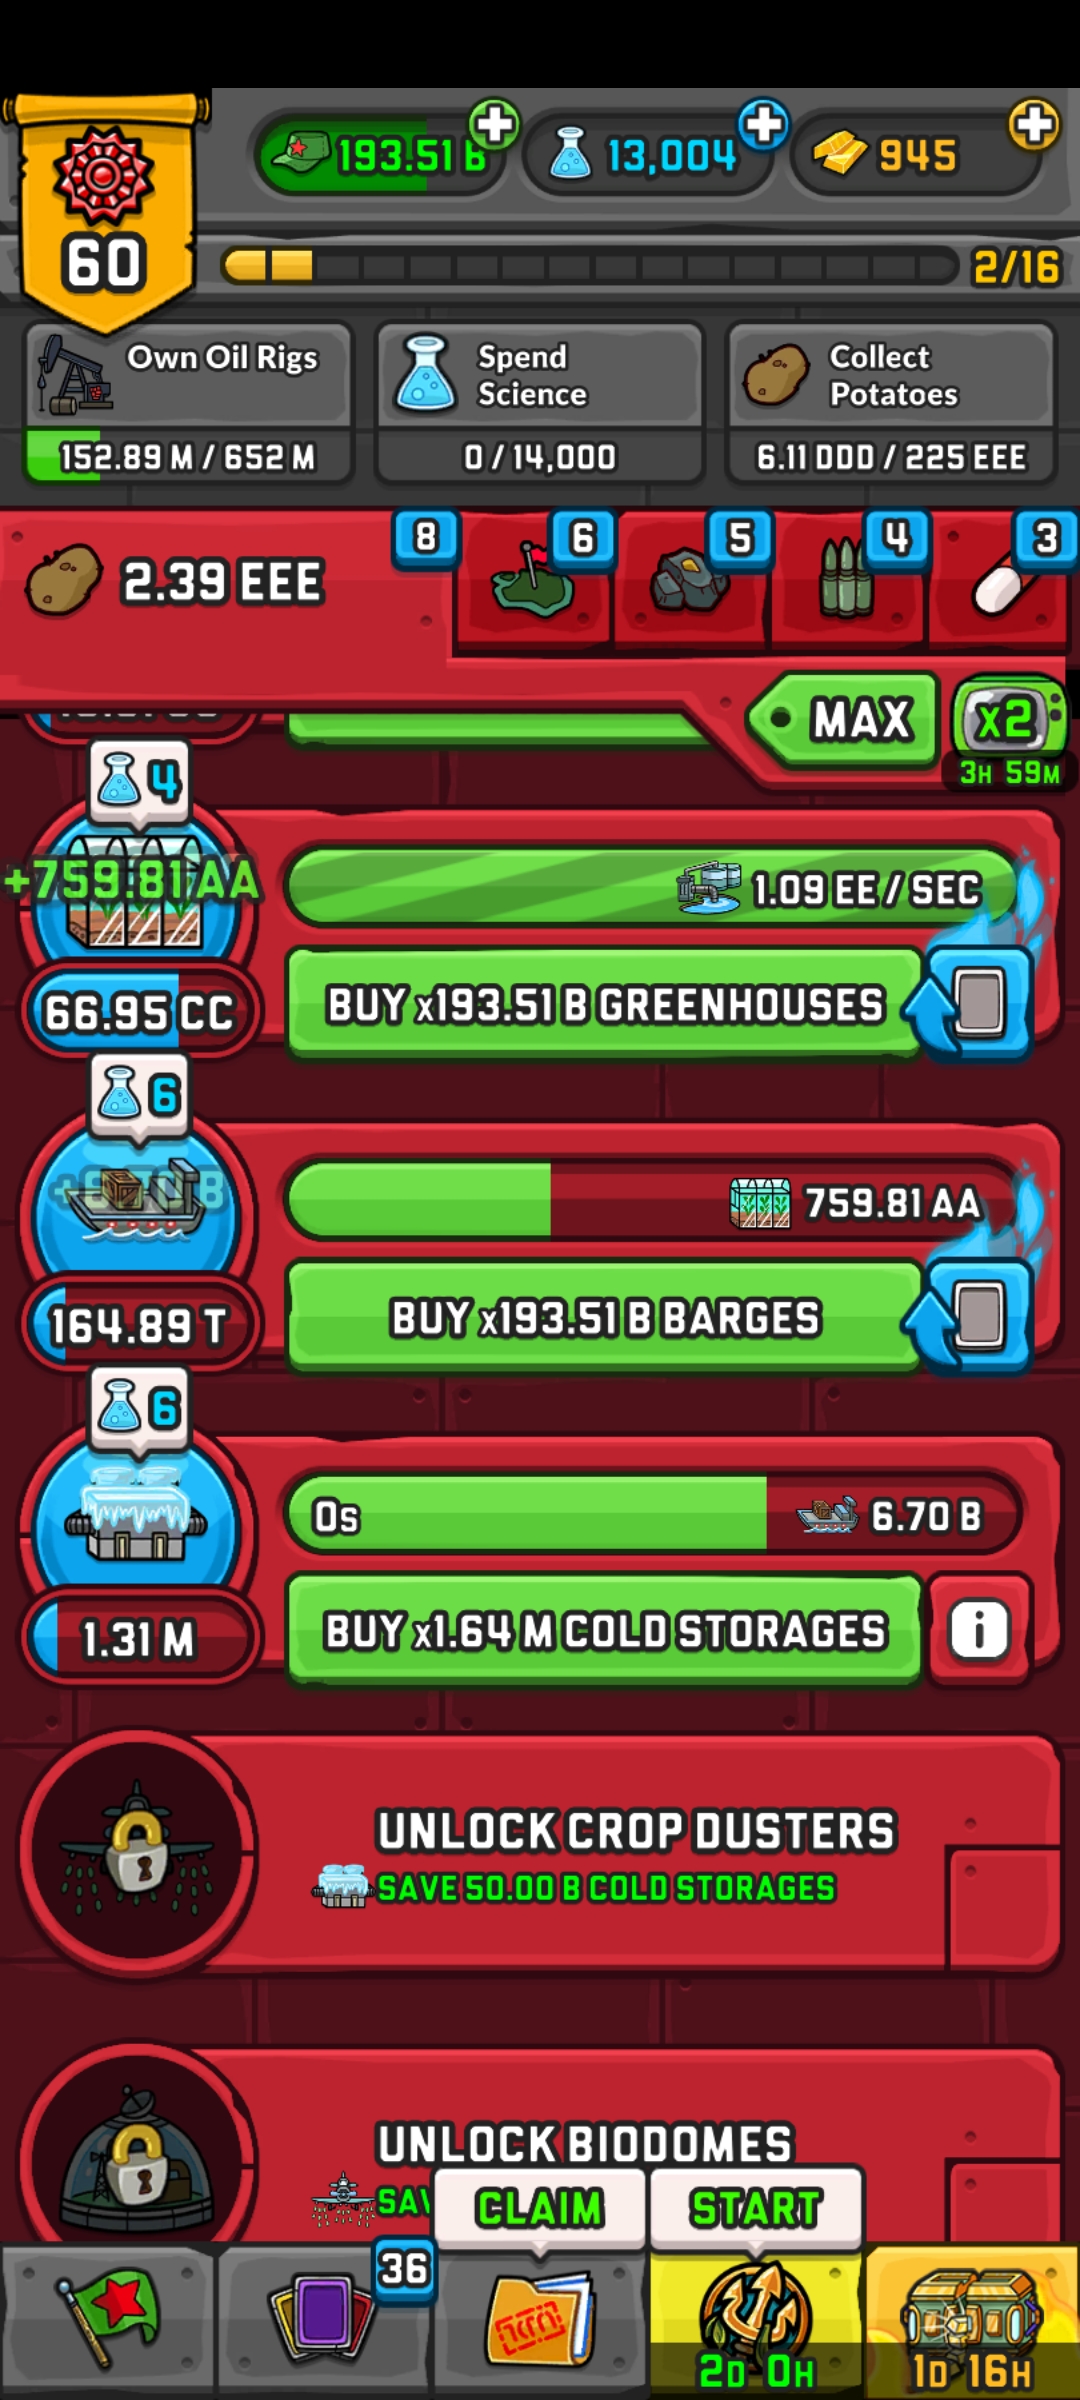 193.51 B
13,004
945
60
2/16
Own Oil Rigs
152.89 M / 652 M
Spend
Science
0 / 14,000
Collect
Potatoes
6.11 DDD / 225 EEE
2.39 EEE
8
6
5
4
3
MAX
x2
3H 59M
4
+759.81 AA
1.09 EE / SEC
66.95 CC
BUY x193.51 B GREENHOUSES
6
759.81 AA
164.89 T
BUY x193.51 B BARGES
6
0s
6.70 B
1.31 M
BUY x1.64 M COLD STORAGES
i
UNLOCK CROP DUSTERS
SAVE 50.00 B COLD STORAGES
UNLOCK BIODOMES
CLAIM
START
36
2D 0H
1D 16H